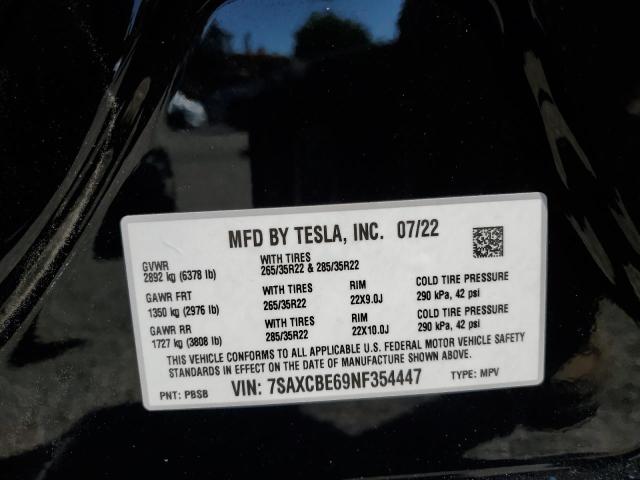 MFD BY TESLA, INC. 07/22
GVWR
2892 kg (6378 lb)
WITH TIRES
265/35R22 & 285/35R22
GAWR FRT
1350 kg (2976 lb)
WITH TIRES
265/35R22
RIM
22X9.0J
COLD TIRE PRESSURE
290 kPa, 42 psi
GAWR RR
1727 kg (3808 lb)
WITH TIRES
285/35R22
RIM
22X10.0J
COLD TIRE PRESSURE
290 kPa, 42 psi
THIS VEHICLE CONFORMS TO ALL APPLICABLE U.S. FEDERAL MOTOR VEHICLE SAFETY
STANDARDS IN EFFECT ON THE DATE OF MANUFACTURE SHOWN ABOVE.
PNT: PBSB VIN: 7SAXCBE69NF354447 TYPE: MPV